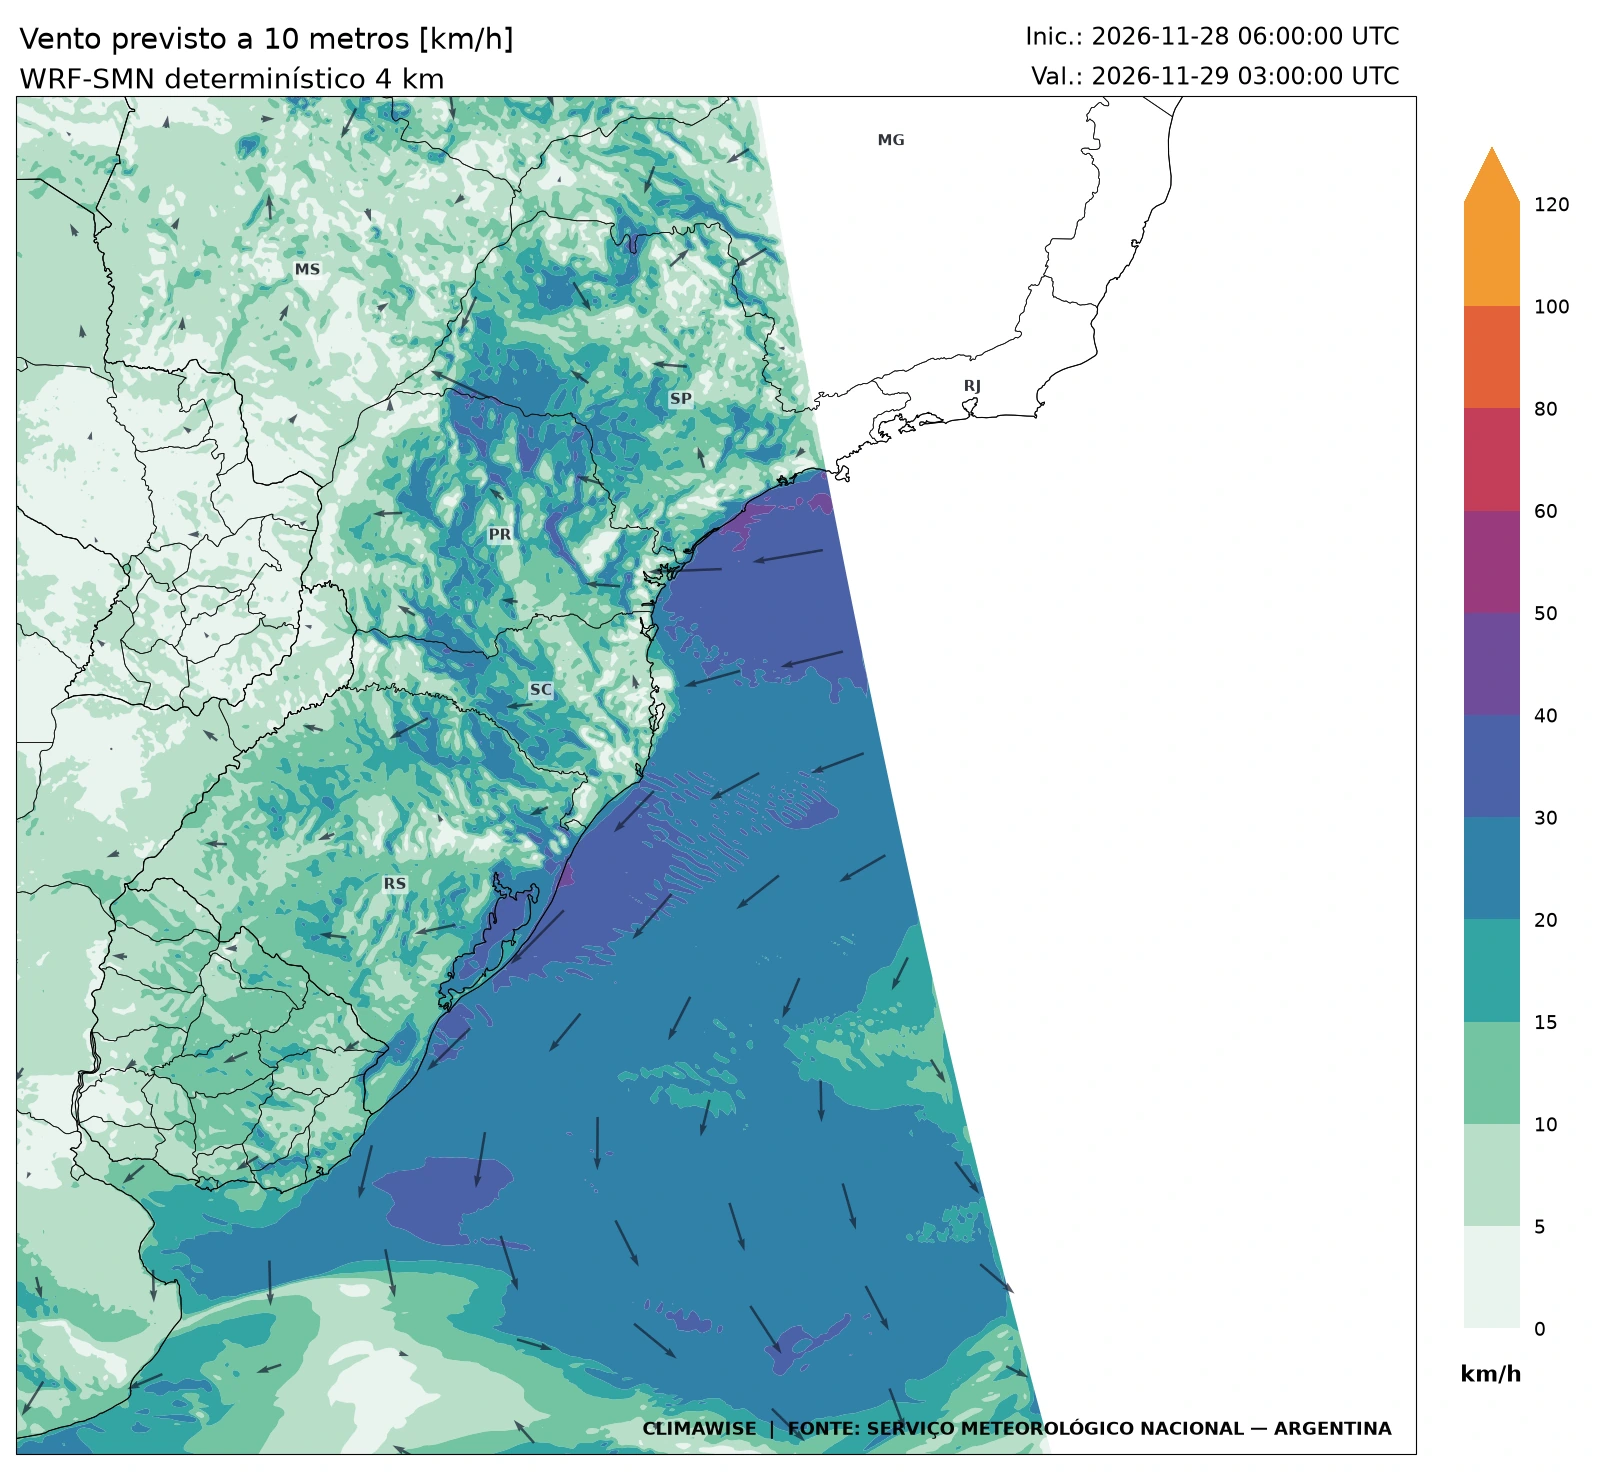 Vento previsto a 10 metros [km/h]
WRF-SMN determinístico 4 km
Inic.: 2026-11-28 06:00:00 UTC
Val.: 2026-11-29 03:00:00 UTC
MG
MS
RJ
SP
PR
SC
RS
120
100
80
60
50
40
30
20
15
10
5
0
km/h
CLIMAWISE | FONTE: SERVIÇO METEOROLÓGICO NACIONAL — ARGENTINA